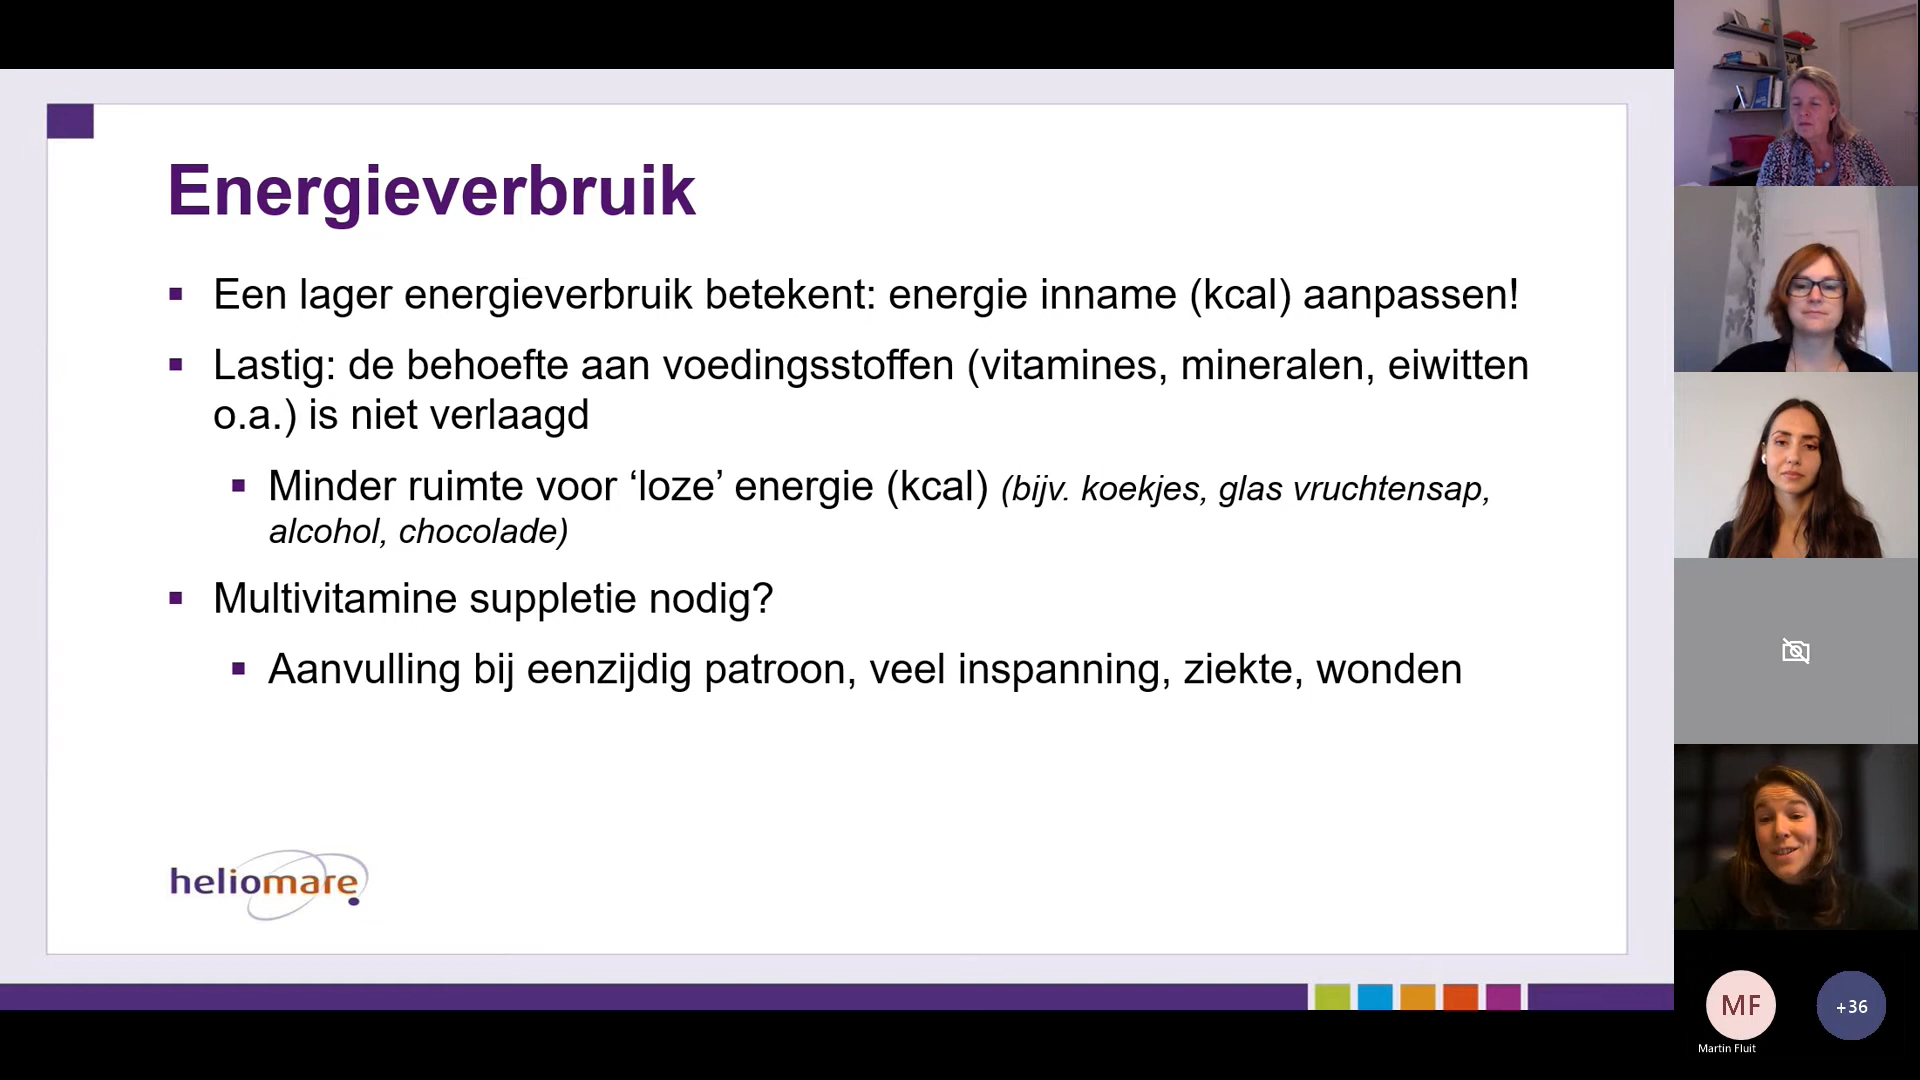 Energieverbruik
Een lager energieverbruik betekent: energie inname (kcal) aanpassen!
Lastig: de behoefte aan voedingsstoffen (vitamines, mineralen, eiwitten
o.a.) is niet verlaagd
Minder ruimte voor ‘loze’ energie (kcal) (bijv. koekjes, glas vruchtensap,
alcohol, chocolade)
Multivitamine suppletie nodig?
Aanvulling bij eenzijdig patroon, veel inspanning, ziekte, wonden
heliomare
MF
+36
Martin Fluit